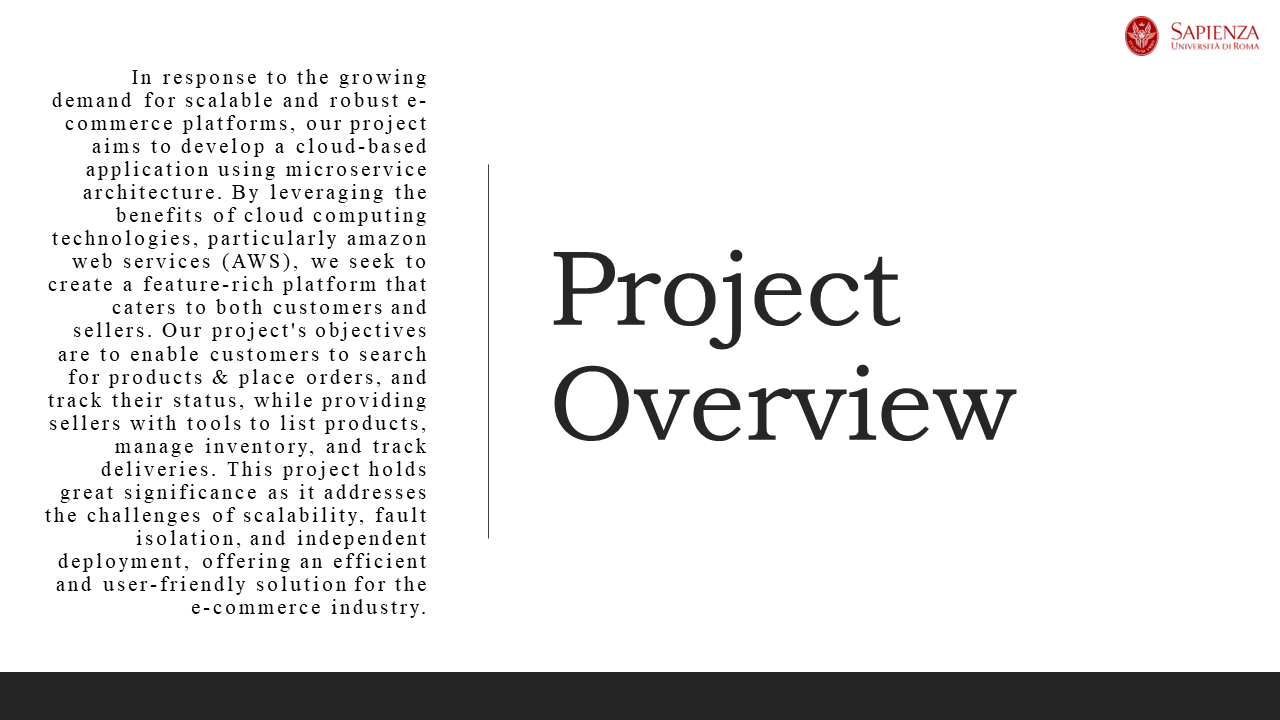 SAPIENZA
UNIVERSITÀ DI ROMA
In response to the growing
demand for scalable and robust e-
commerce platforms, our project
aims to develop a cloud-based
application using microservice
architecture. By leveraging the
benefits of cloud computing
technologies, particularly amazon
web services (AWS), we seek to
create a feature-rich platform that
caters to both customers and
sellers. Our project's objectives
are to enable customers to search
for products & place orders, and
track their status, while providing
sellers with tools to list products,
manage inventory, and track
deliveries. This project holds
great significance as it addresses
the challenges of scalability, fault
isolation, and independent
deployment, offering an efficient
and user-friendly solution for the
e-commerce industry.
Project
Overview